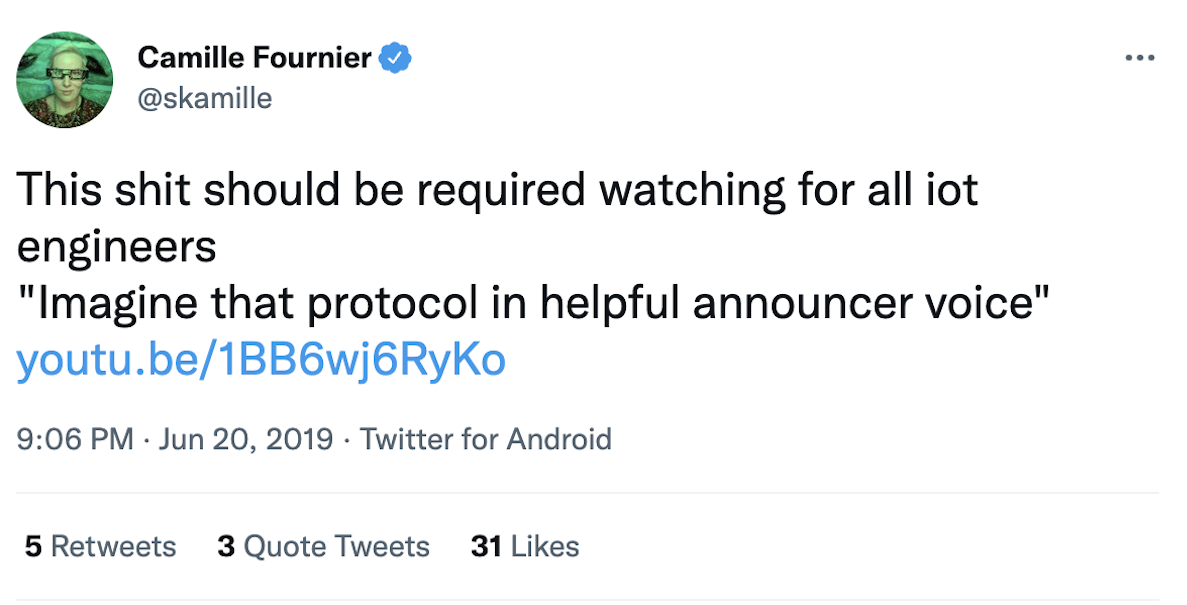 Camille Fournier
@skamille
This shit should be required watching for all iot
engineers
"Imagine that protocol in helpful announcer voice"
youtu.be/1BB6wj6RyKo
9:06 PM · Jun 20, 2019 · Twitter for Android
5 Retweets 3 Quote Tweets 31 Likes